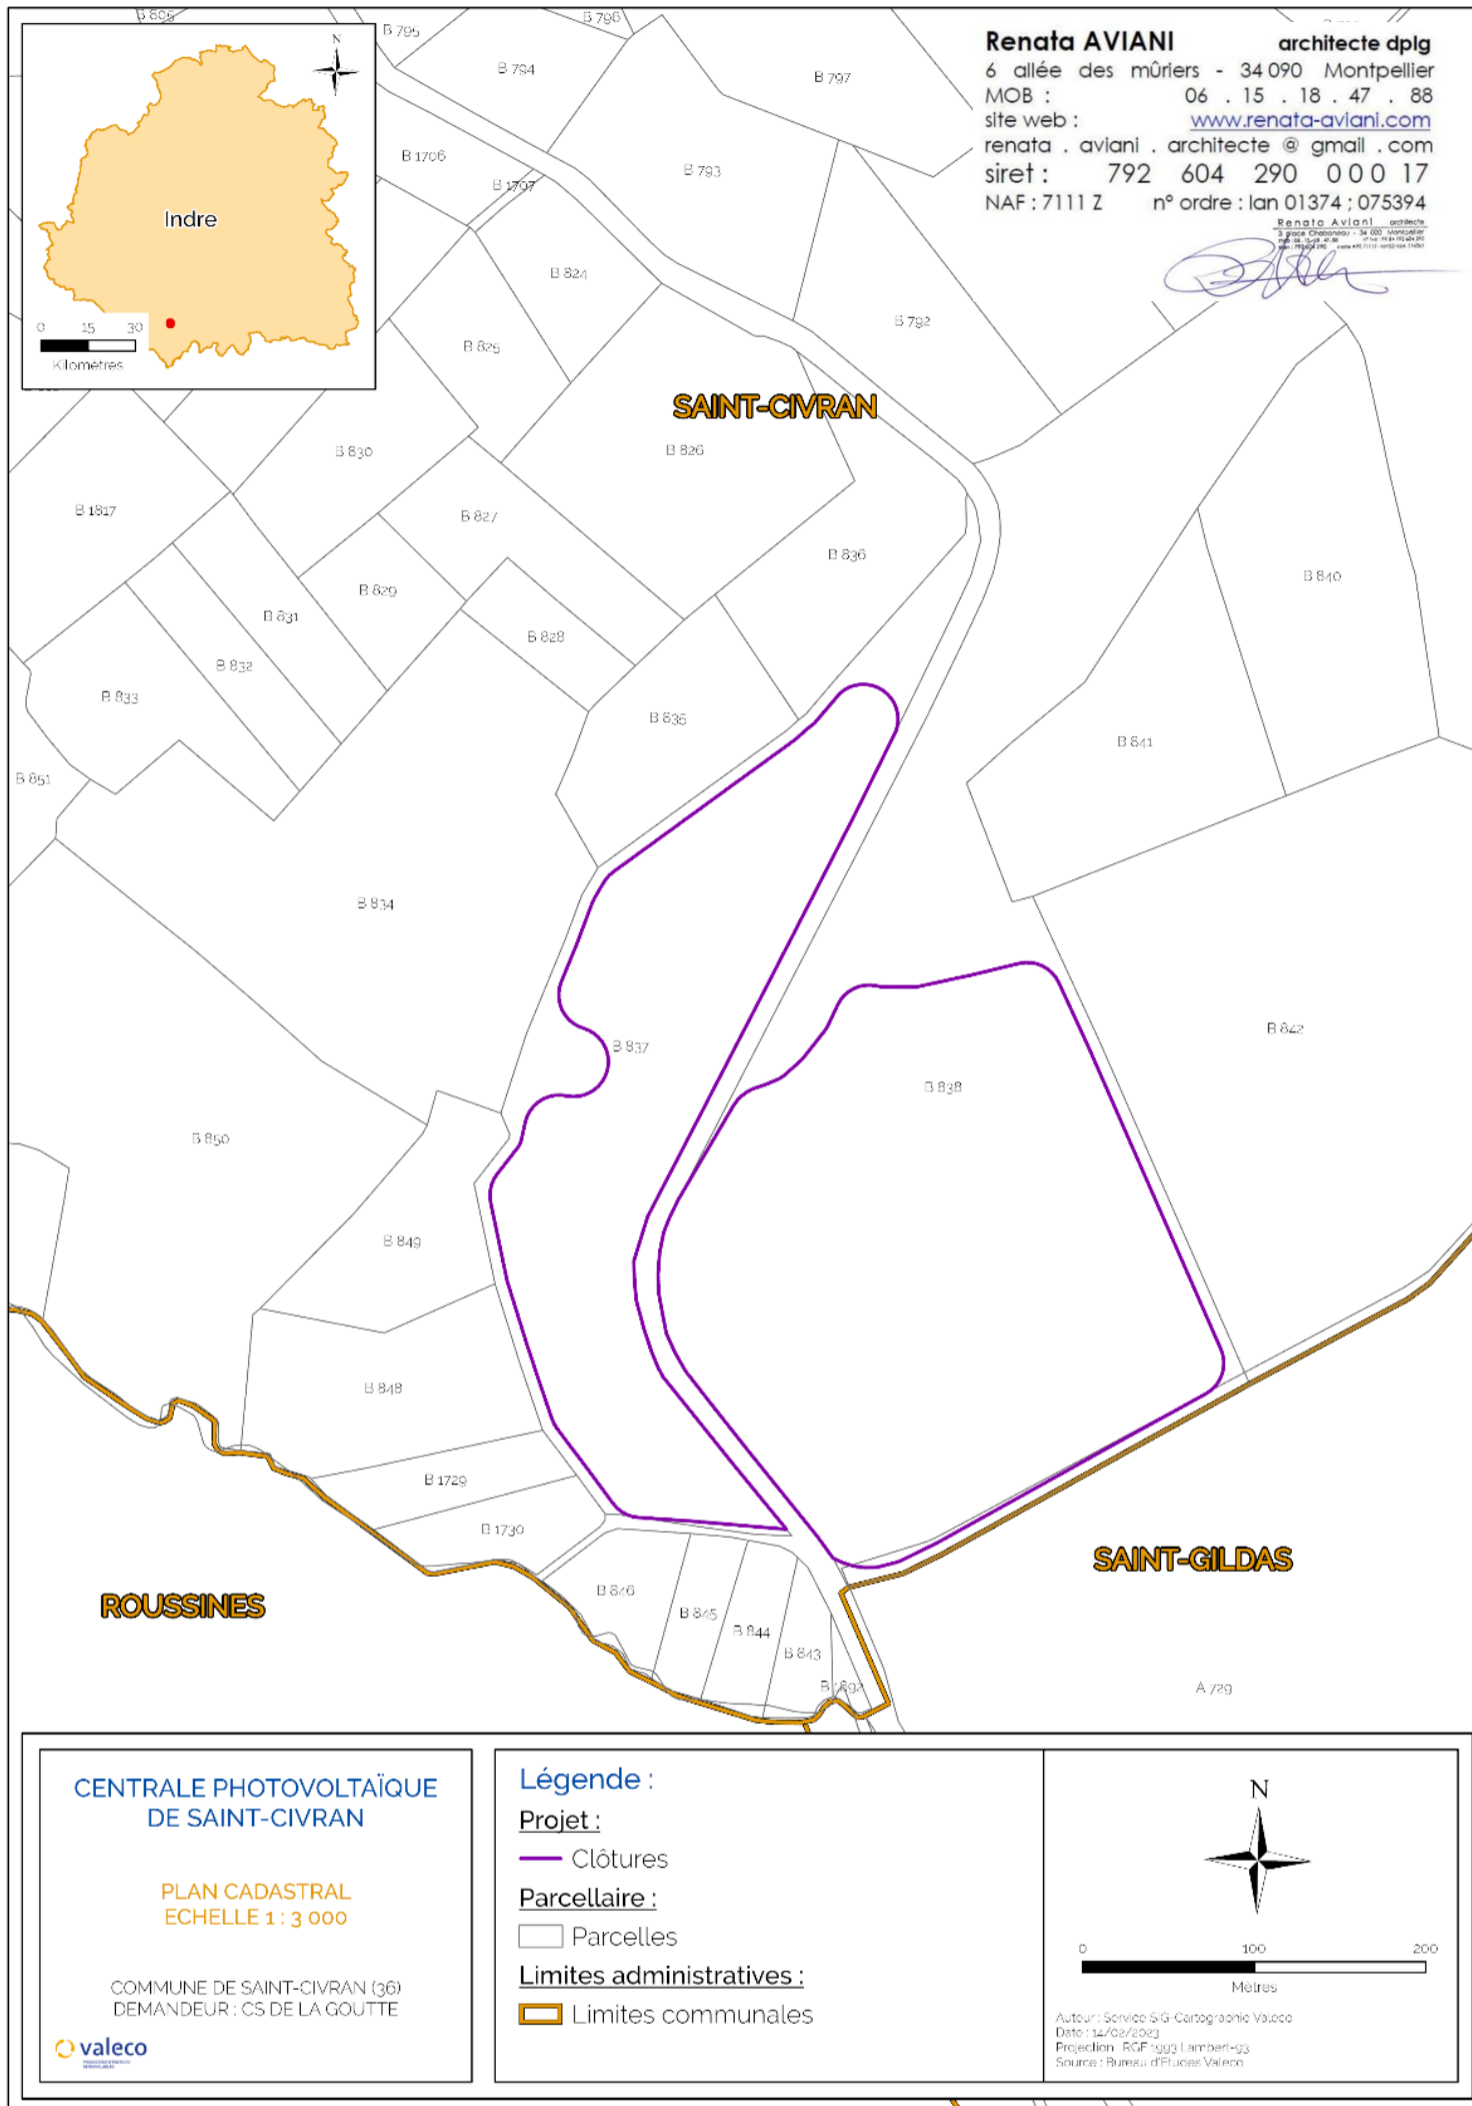 B 795
B 796
B 794
B 797
Renata AVIANI architecte dplg
6 allée des mûriers - 34 090 Montpellier
MOB : 06 . 15 . 18 . 47 . 88
site web : www.renata-aviani.com
renata . aviani . architecte @ gmail . com
siret : 792 604 290 0 0 0 17
NAF : 7111 Z n° ordre : lan 01374 ; 075394
Renata Aviani architecte
N
Indre
0 15 30
Kilomètres
B 1706
B 1707
B 793
B 824
B 792
B 825
SAINT-CIVRAN
B 830
B 826
B 1817
B 827
B 836
B 840
B 829
B 831
B 828
B 832
B 833
B 835
B 841
B 851
B 834
B 842
B 837
B 838
B 850
B 849
B 848
B 1729
B 1730
SAINT-GILDAS
ROUSSINES
B 846
B 845
B 844
B 843
A 729
CENTRALE PHOTOVOLTAÏQUE
DE SAINT-CIVRAN
PLAN CADASTRAL
ECHELLE 1 : 3 000
COMMUNE DE SAINT-CIVRAN (36)
DEMANDEUR : CS DE LA GOUTTE
valeco
Légende :
Projet :
Clôtures
Parcellaire :
Parcelles
Limites administratives :
Limites communales
N
0 100 200
Mètres
Auteur : Service SIG-Cartographie Valeco
Date : 14/02/2023
Projection : RGF 1993 Lambert-93
Source : Bureau d'Etudes Valeco